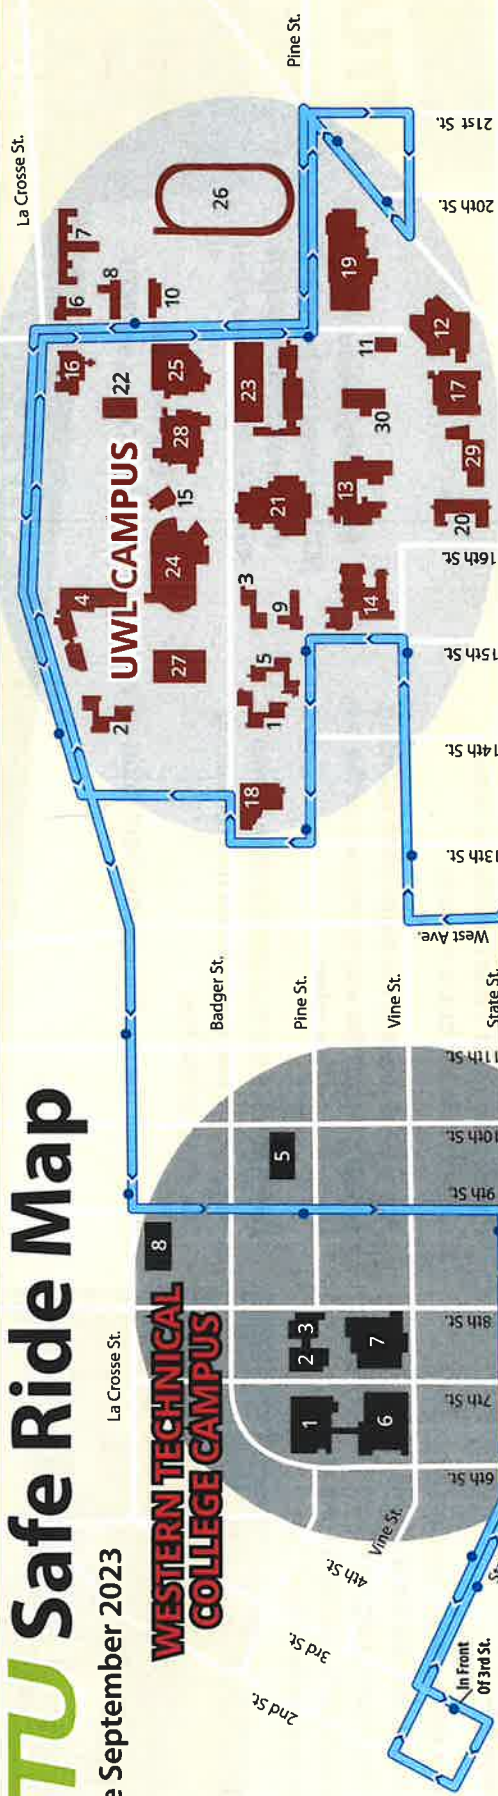 TU Safe Ride Map
e September 2023
La Crosse St.
La Crosse St.
WESTERN TECHNICAL
COLLEGE CAMPUS
UWL CAMPUS
8
5
1
2
3
6
7
2
4
16
6
7
8
10
22
27
24
15
28
25
26
18
1
5
3
9
21
23
14
13
30
11
19
20
29
17
12
Badger St.
Pine St.
Vine St.
State St.
Pine St.
Vine St.
2nd St.
3rd St.
4th St.
6th St.
7th St.
8th St.
9th St.
10th St.
11th St.
West Ave.
13th St.
14th St.
15th St.
16th St.
20th St.
21st St.
In Front
Of 3rd St.